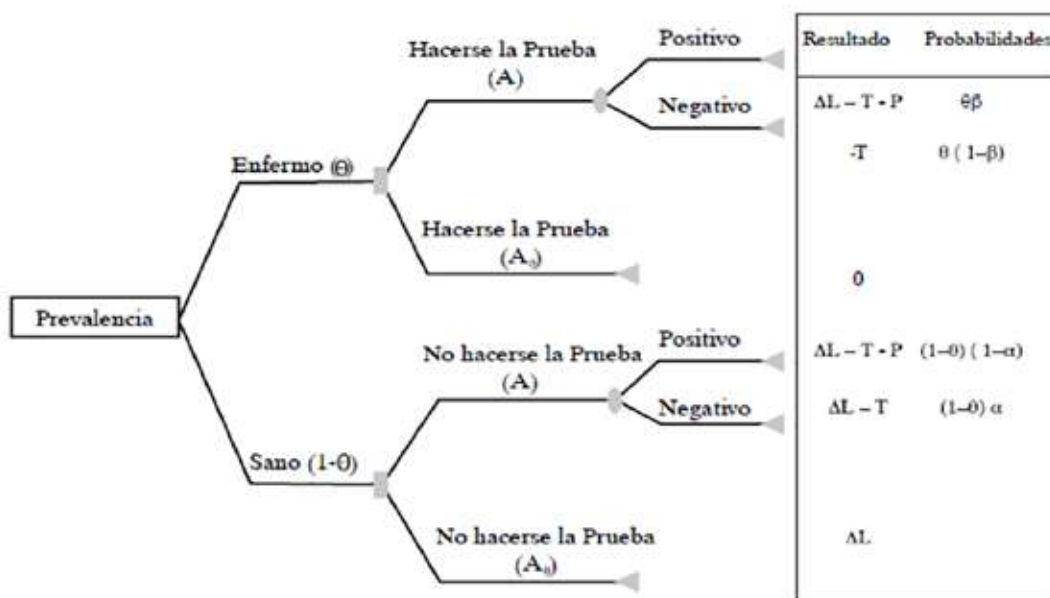 Resultado Probabilidades
Positivo
Hacerse la Prueba
(A)
ΔL – T - P θβ
Negativo
-T θ ( 1–β)
Enfermo (Θ)
Hacerse la Prueba
(A₀)
0
Prevalencia
Positivo
No hacerse la Prueba
(A)
ΔL – T - P (1–θ) ( 1–α)
Negativo
ΔL – T (1–θ) α
Sano (1-Θ)
No hacerse la Prueba
(A₀)
ΔL